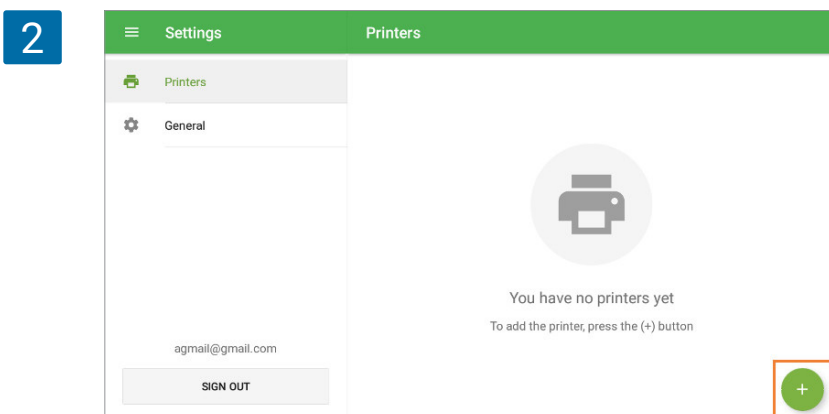 2
Settings
Printers
Printers
General
You have no printers yet
To add the printer, press the (+) button
agmail@gmail.com
SIGN OUT
+